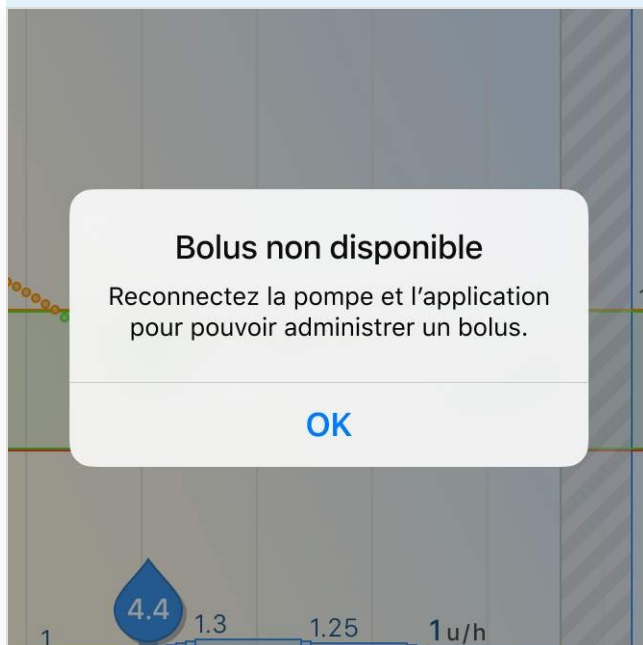 Bolus non disponible
Reconnectez la pompe et l’application
pour pouvoir administrer un bolus.
OK
4.4
1 1.3 1.25 1 u/h